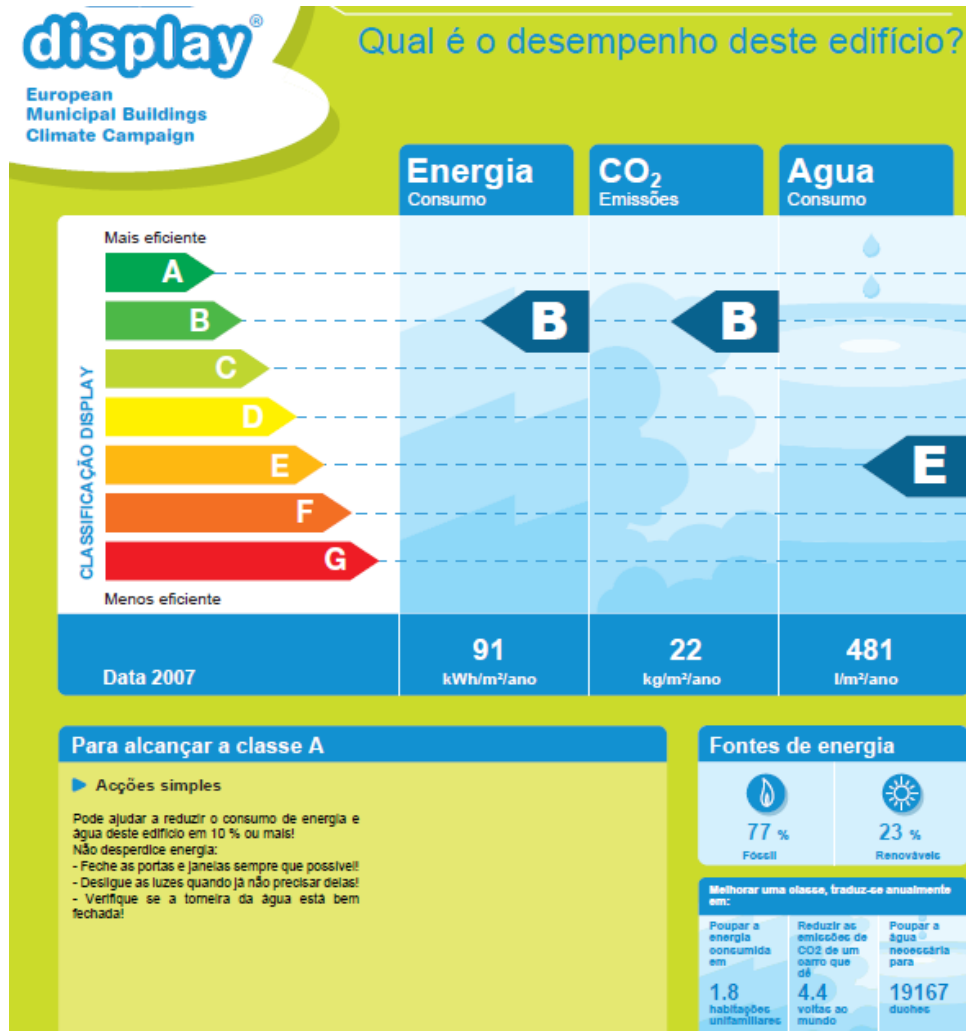 display®
European
Municipal Buildings
Climate Campaign
Qual é o desempenho deste edifício?
Energia
Consumo
CO₂
Emissões
Agua
Consumo
CLASSIFICAÇÃO DISPLAY
Mais eficiente
A
B
C
D
E
F
G
Menos eficiente
B
B
E
Data 2007
91
kWh/m²/ano
22
kg/m²/ano
481
l/m²/ano
Para alcançar a classe A
Acções simples
Pode ajudar a reduzir o consumo de energia e
água deste edifício em 10 % ou mais!
Não desperdice energia:
- Feche as portas e janelas sempre que possível!
- Desligue as luzes quando já não precisar delas!
- Verifique se a torneira da água está bem
fechada!
Fontes de energia
77 %
Fóssil
23 %
Renováveis
Melhorar uma classe, traduz-se anualmente
em:
Poupar a
energia
consumida
em
1.8
habitações
unifamiliares
Reduzir as
emissões de
CO2 de um
carro que
dê
4.4
voltas ao
mundo
Poupar a
água
necessária
para
19167
duches